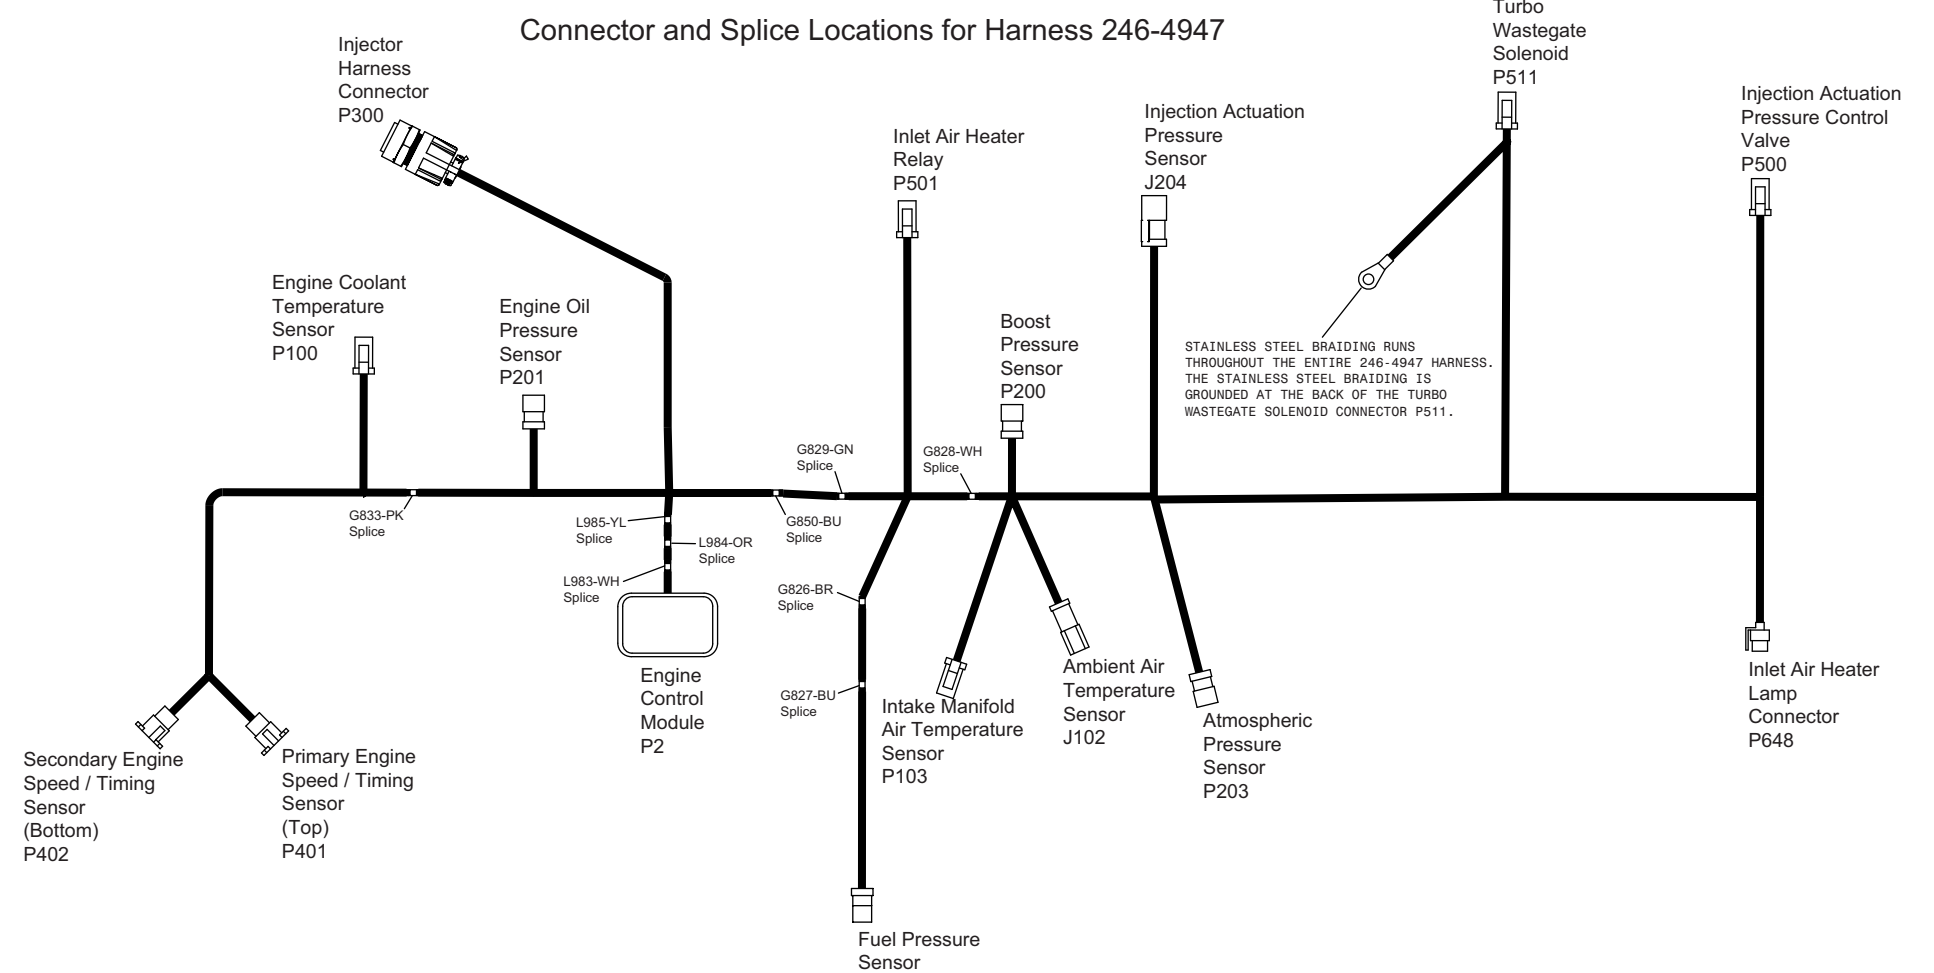 Connector and Splice Locations for Harness 246-4947
Injector
Harness
Connector
P300
Turbo
Wastegate
Solenoid
P511
Injection Actuation
Pressure Control
Valve
P500
Injection Actuation
Pressure
Sensor
J204
Inlet Air Heater
Relay
P501
Engine Coolant
Temperature
Sensor
P100
Engine Oil
Pressure
Sensor
P201
Boost
Pressure
Sensor
P200
STAINLESS STEEL BRAIDING RUNS
THROUGHOUT THE ENTIRE 246-4947 HARNESS.
THE STAINLESS STEEL BRAIDING IS
GROUNDED AT THE BACK OF THE TURBO
WASTEGATE SOLENOID CONNECTOR P511.
G829-GN
Splice
G828-WH
Splice
G833-PK
Splice
L985-YL
Splice
G850-BU
Splice
L984-OR
Splice
L983-WH
Splice
G826-BR
Splice
G827-BU
Splice
Engine
Control
Module
P2
Intake Manifold
Air Temperature
Sensor
P103
Ambient Air
Temperature
Sensor
J102
Atmospheric
Pressure
Sensor
P203
Inlet Air Heater
Lamp
Connector
P648
Secondary Engine
Speed / Timing
Sensor
(Bottom)
P402
Primary Engine
Speed / Timing
Sensor
(Top)
P401
Fuel Pressure
Sensor